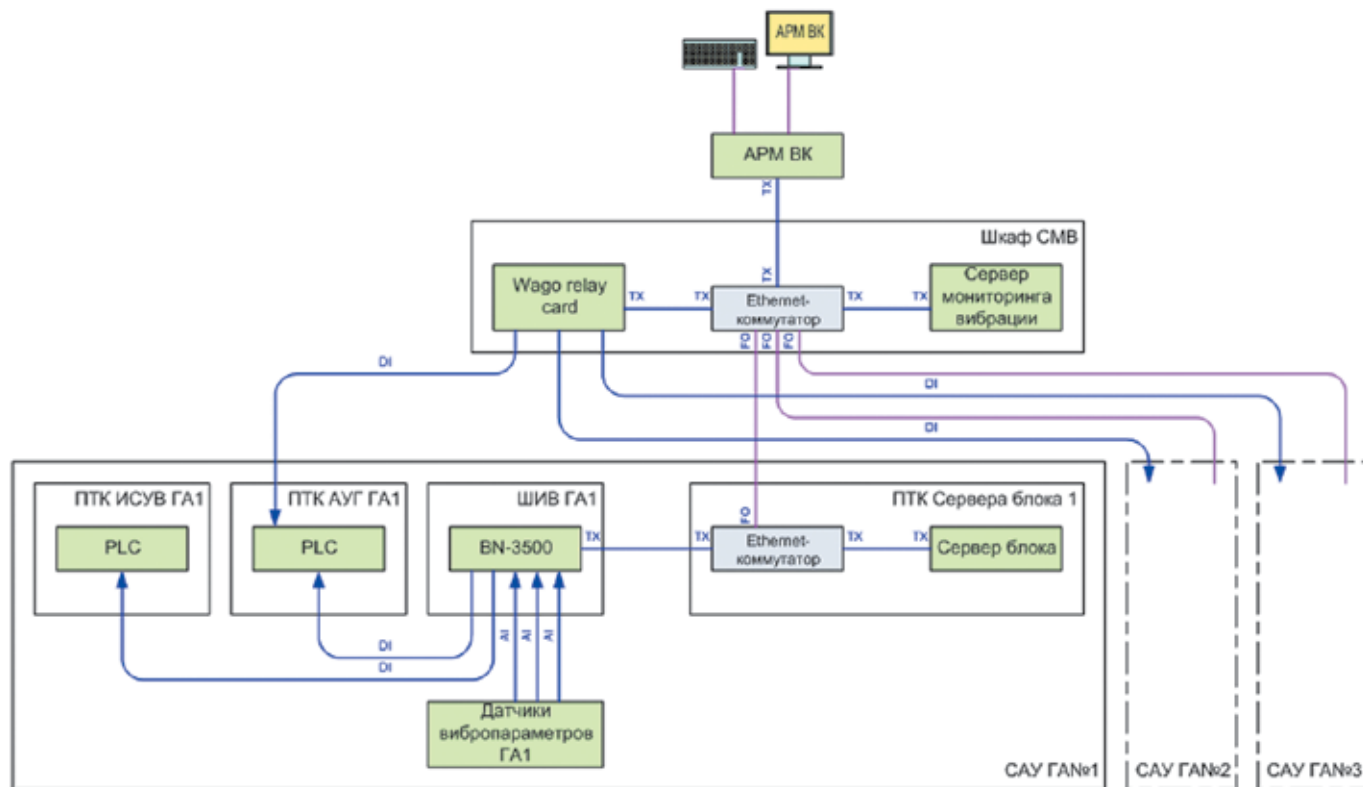 АРМ ВК
АРМ ВК
TX
Шкаф СМВ
TX
Wago relay
card
TX
TX
Ethernet-
коммутатор
TX
TX
Сервер
мониторинга
вибрации
FO
FO
FO
DI
DI
DI
ПТК ИСУВ ГА1
ПТК АУГ ГА1
ШИВ ГА1
ПТК Сервера блока 1
FO
PLC
PLC
BN-3500
TX
TX
Ethernet-
коммутатор
TX
TX
Сервер блока
DI
DI
AI
AI
AI
Датчики
вибропараметров
ГА1
САУ ГА№1
САУ ГА№2
САУ ГА№3